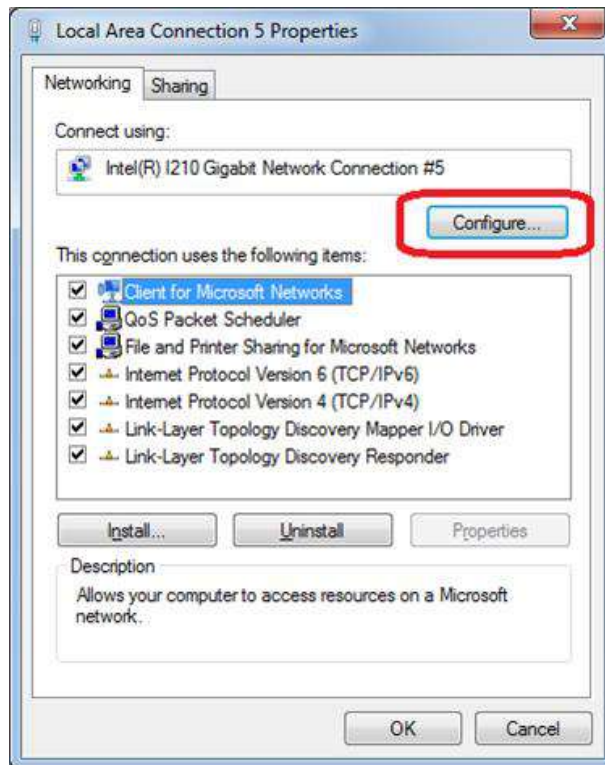 Local Area Connection 5 Properties
Networking
Sharing
Connect using:
Intel(R) I210 Gigabit Network Connection #5
Configure...
This connection uses the following items:
Client for Microsoft Networks
QoS Packet Scheduler
File and Printer Sharing for Microsoft Networks
Internet Protocol Version 6 (TCP/IPv6)
Internet Protocol Version 4 (TCP/IPv4)
Link-Layer Topology Discovery Mapper I/O Driver
Link-Layer Topology Discovery Responder
Install...
Uninstall
Properties
Description
Allows your computer to access resources on a Microsoft
network.
OK
Cancel